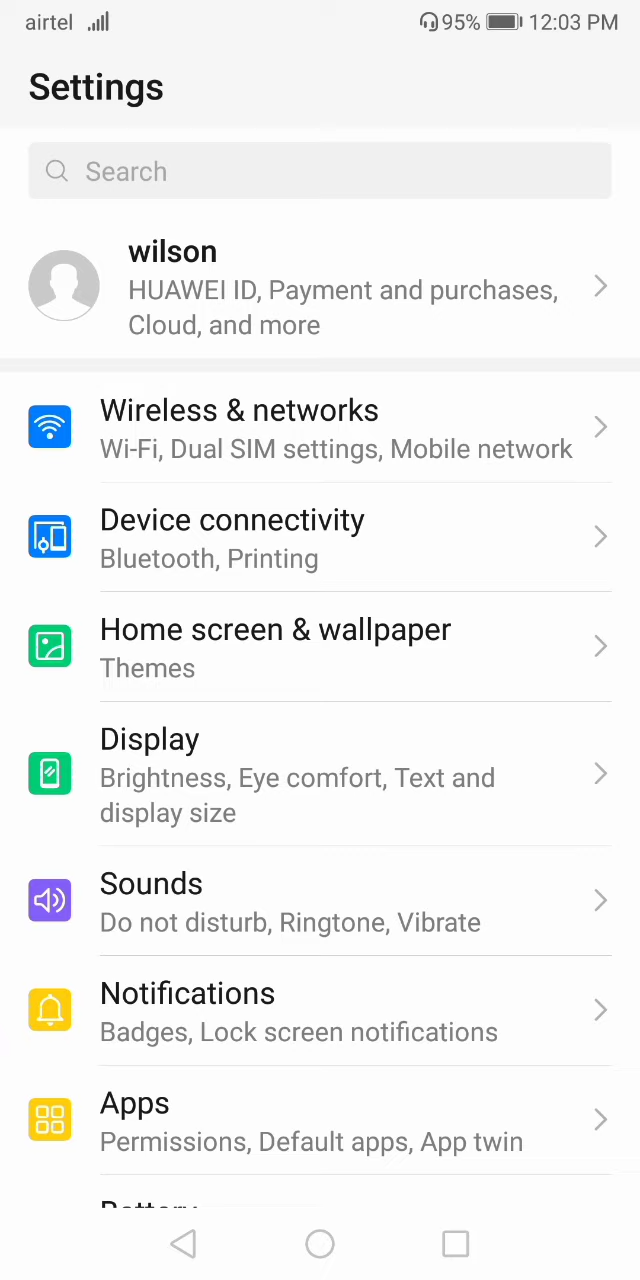 airtel 95% 12:03 PM
Settings
Search
wilson
HUAWEI ID, Payment and purchases,
Cloud, and more
Wireless & networks
Wi-Fi, Dual SIM settings, Mobile network
Device connectivity
Bluetooth, Printing
Home screen & wallpaper
Themes
Display
Brightness, Eye comfort, Text and
display size
Sounds
Do not disturb, Ringtone, Vibrate
Notifications
Badges, Lock screen notifications
Apps
Permissions, Default apps, App twin
Battery